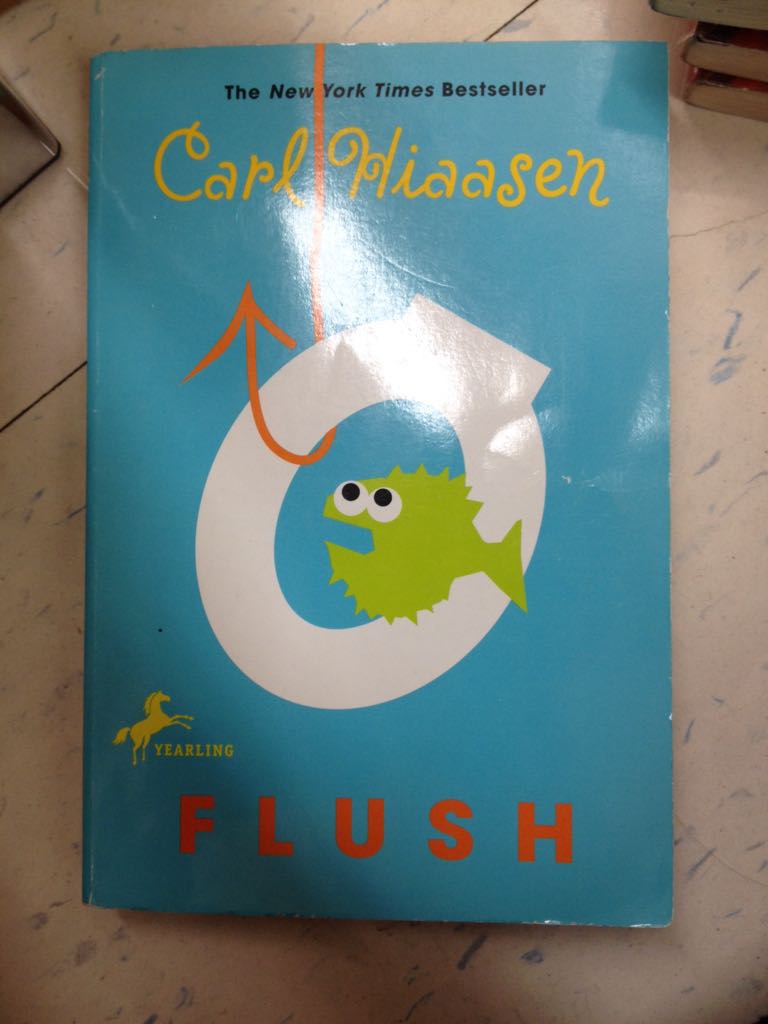 The New York Times Bestseller
Carl Hiaasen
YEARLING
FLUSH